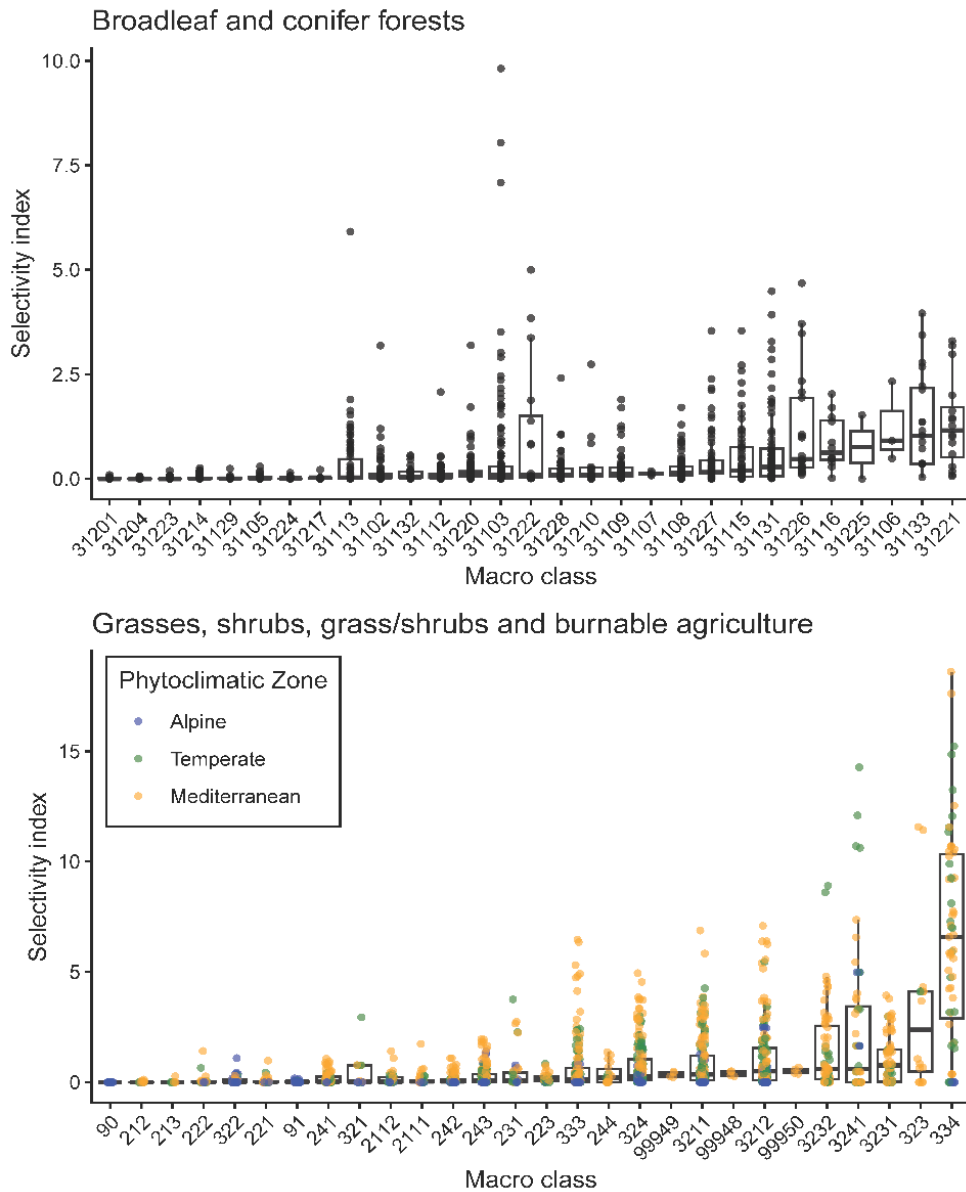 Broadleaf and conifer forests
10.0
7.5
5.0
2.5
0.0
Selectivity index
31201 31204 31223 31214 31129 31105 31224 31217 31113 31102 31132 31112 31220 31103 31222 31228 31210 31109 31107 31108 31227 31115 31131 31226 31116 31225 31106 31133 31221
Macro class
Grasses, shrubs, grass/shrubs and burnable agriculture
Phytoclimatic Zone
Alpine
Temperate
Mediterranean
15
10
5
0
Selectivity index
90 212 213 222 322 221 91 241 321 2112 2111 242 243 231 223 333 244 324 99949 3211 99948 3212 99950 3232 3241 3231 323 334
Macro class